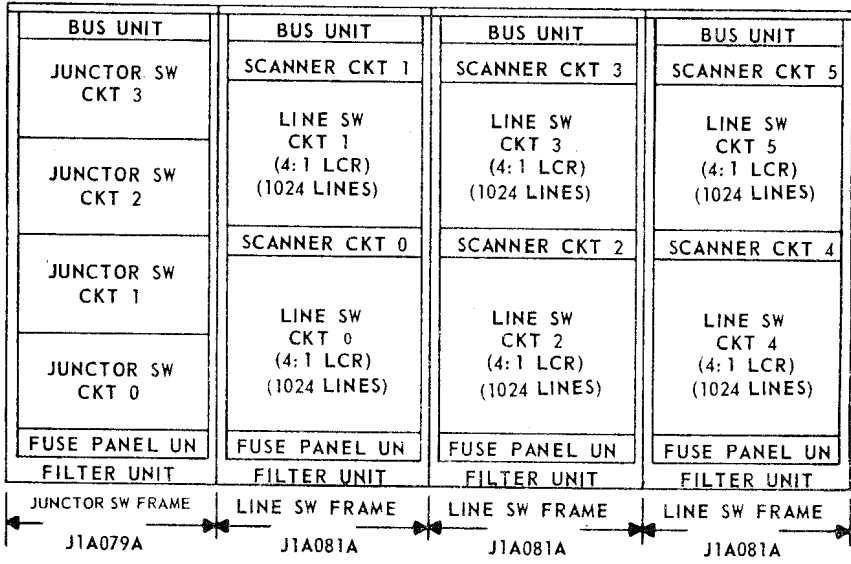 BUS UNIT
JUNCTOR SW
CKT 3
JUNCTOR SW
CKT 2
JUNCTOR SW
CKT 1
JUNCTOR SW
CKT 0
FUSE PANEL UN
FILTER UNIT
JUNCTOR SW FRAME
J1A079A
BUS UNIT
SCANNER CKT 1
LINE SW
CKT 1
(4:1 LCR)
(1024 LINES)
SCANNER CKT 0
LINE SW
CKT 0
(4:1 LCR)
(1024 LINES)
FUSE PANEL UN
FILTER UNIT
LINE SW FRAME
J1A081A
BUS UNIT
SCANNER CKT 3
LINE SW
CKT 3
(4:1 LCR)
(1024 LINES)
SCANNER CKT 2
LINE SW
CKT 2
(4:1 LCR)
(1024 LINES)
FUSE PANEL UN
FILTER UNIT
LINE SW FRAME
J1A081A
BUS UNIT
SCANNER CKT 5
LINE SW
CKT 5
(4:1 LCR)
(1024 LINES)
SCANNER CKT 4
LINE SW
CKT 4
(4:1 LCR)
(1024 LINES)
FUSE PANEL UN
FILTER UNIT
LINE SW FRAME
J1A081A